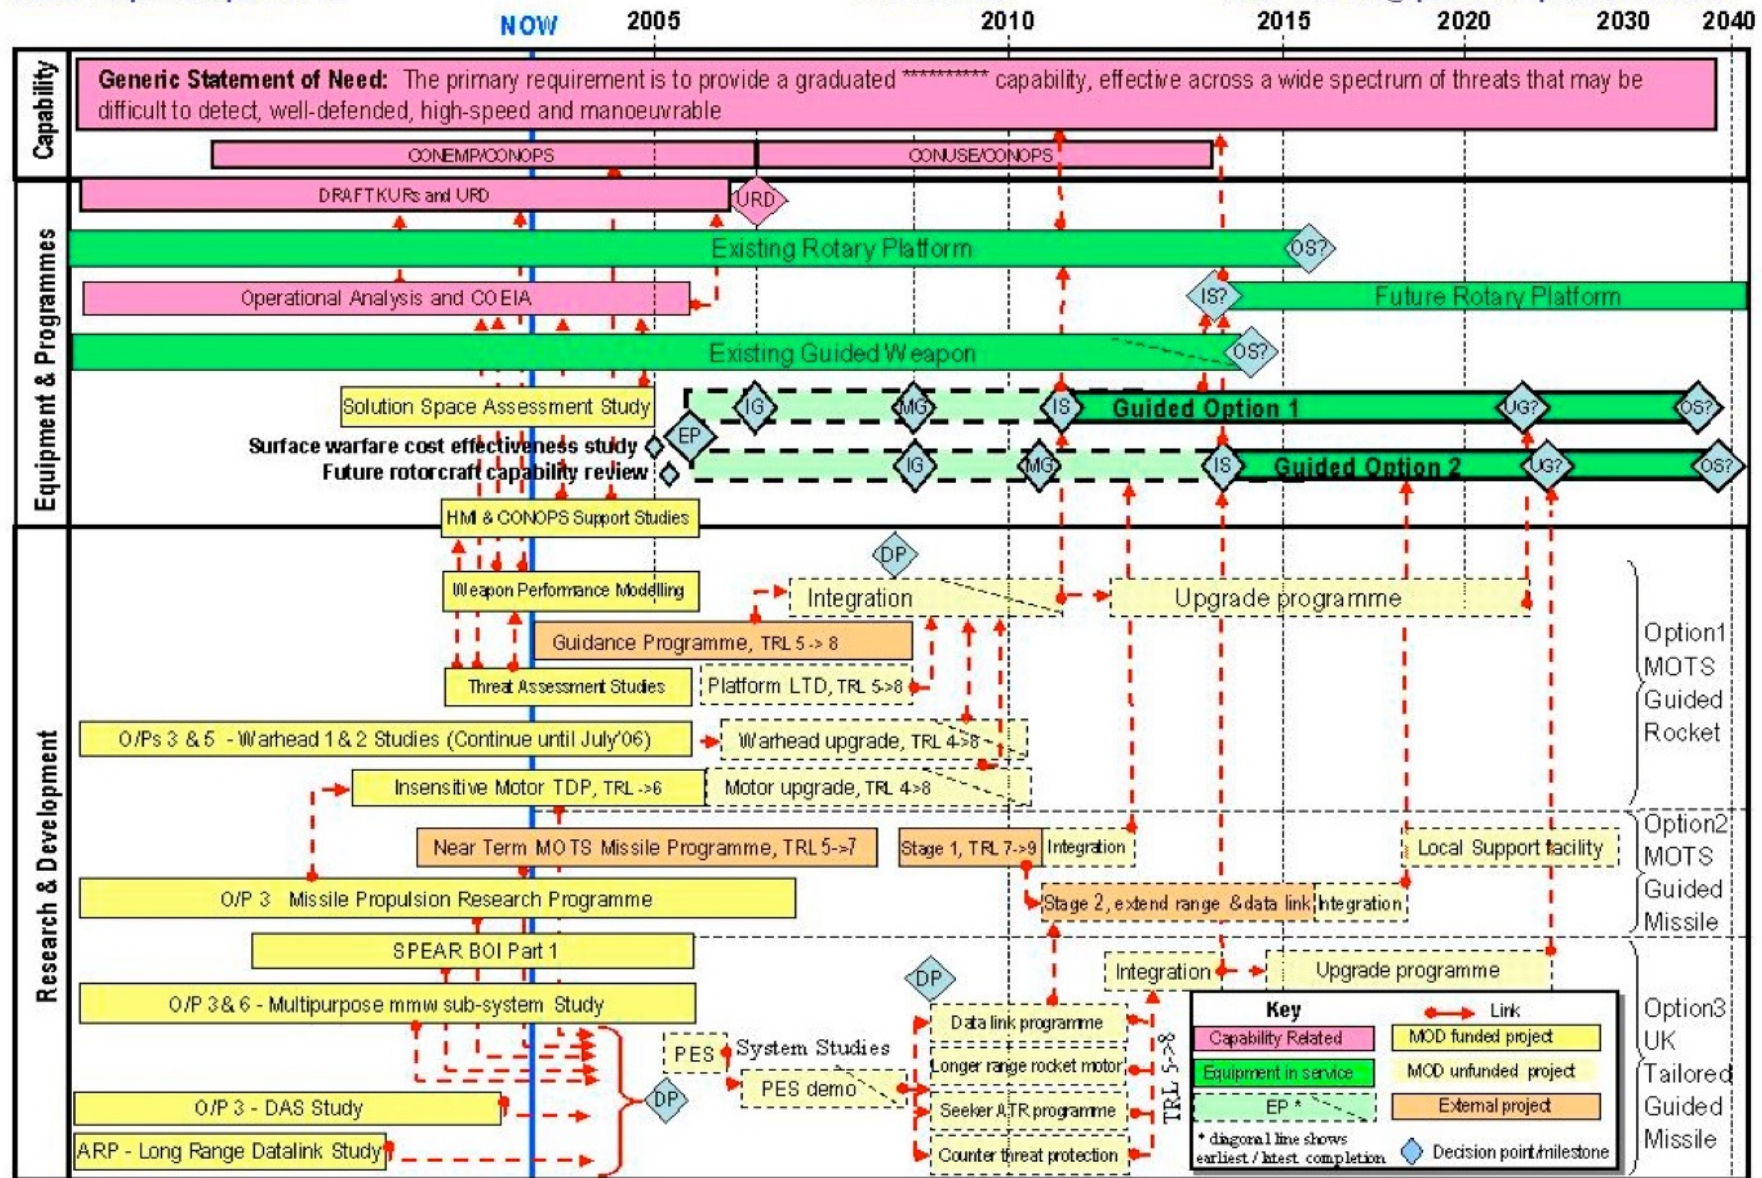 NOW
2005
2010
2015
2020
2030
2040
Capability
Generic Statement of Need: The primary requirement is to provide a graduated ********** capability, effective across a wide spectrum of threats that may be
difficult to detect, well-defended, high-speed and manoeuvrable
CONEMP/CONOPS
CONUSE/CONOPS
Equipment & Programmes
DRAFT KURs and URD
URD
Existing Rotary Platform
OS?
Operational Analysis and COEIA
IS?
Future Rotary Platform
Existing Guided Weapon
OS?
Solution Space Assessment Study
IG
MG
IS
Guided Option 1
UG?
OS?
Surface warfare cost effectiveness study
EP
Future rotorcraft capability review
IG
MG
IS
Guided Option 2
UG?
OS?
HMI & CONOPS Support Studies
Research & Development
DP
Weapon Performance Modelling
Integration
Upgrade programme
Guidance Programme, TRL 5 -> 8
Threat Assessment Studies
Platform LTD, TRL 5->8
O/Ps 3 & 5 - Warhead 1 & 2 Studies (Continue until July'06)
Warhead upgrade, TRL 4->8
Insensitive Motor TDP, TRL ->6
Motor upgrade, TRL 4->8
Option1
MOTS
Guided
Rocket
Near Term MOTS Missile Programme, TRL 5->7
Stage 1, TRL 7->9
Integration
Local Support facility
O/P 3 Missile Propulsion Research Programme
Stage 2, extend range & data link
Integration
Option2
MOTS
Guided
Missile
SPEAR BOI Part 1
DP
Integration
Upgrade programme
O/P 3 & 6 - Multipurpose mmw sub-system Study
PES
System Studies
PES demo
Data link programme
Longer range rocket motor
Seeker ATR programme
Counter threat protection
TRL 5->8
O/P 3 - DAS Study
DP
ARP - Long Range Datalink Study
Option3
UK
Tailored
Guided
Missile
Key
Link
Capability Related
MOD funded project
Equipment in service
MOD unfunded project
EP *
External project
* diagonal line shows
earliest / latest completion
Decision point/milestone